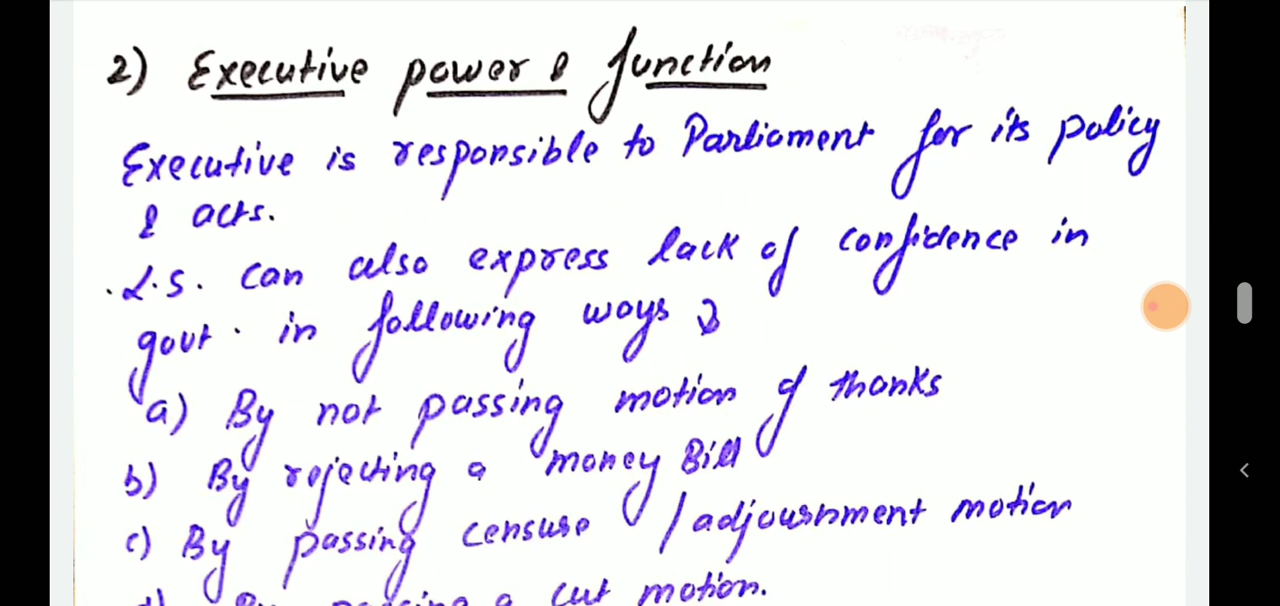 2) Executive power & function
Executive is responsible to Parliament for its policy
& acts.
. L.S. can also express lack of confidence in
govt. in following ways
a) By not passing motion of thanks
b) By rejecting a money Bill
c) By passing censure / adjournment motion
d) By passing a cut motion.